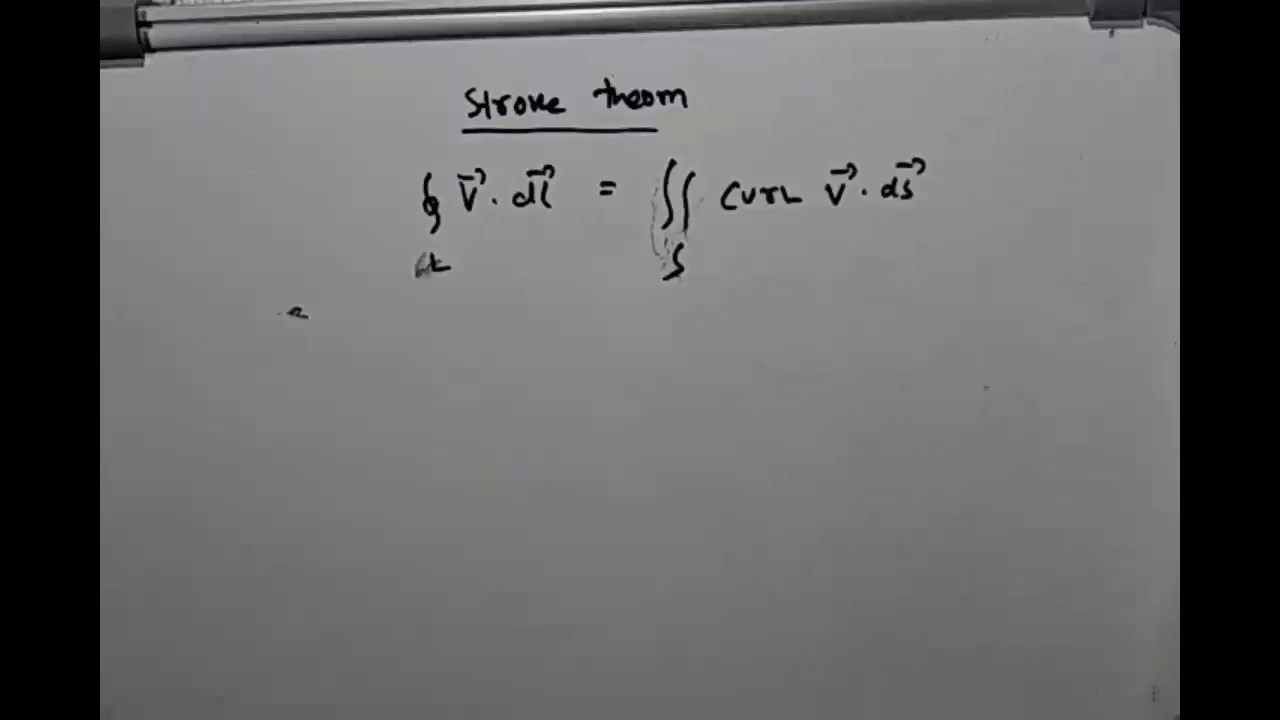 Stroke theom
∮ V⃗ . dl⃗ = ∬ Curl V⃗ . ds⃗
L S